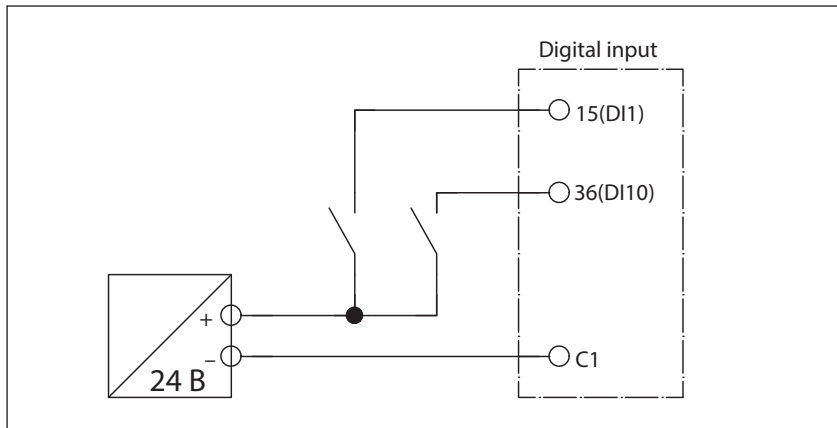 Digital input
15(DI1)
36(DI10)
+
–
24 В
C1